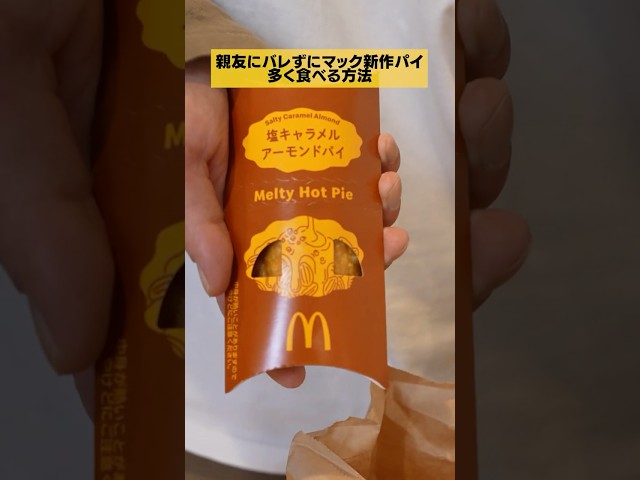 親友にバレずにマック新作パイ
多く食べる方法
Salty Caramel Almond
塩キャラメル
アーモンドパイ
Melty Hot Pie